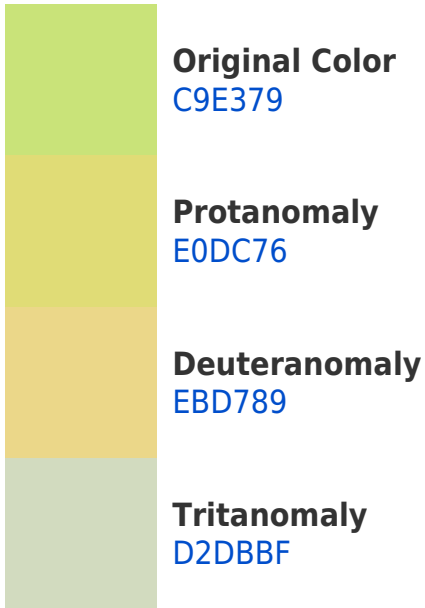 Original Color
C9E379
Protanomaly
E0DC76
Deuteranomaly
EBD789
Tritanomaly
D2DBBF